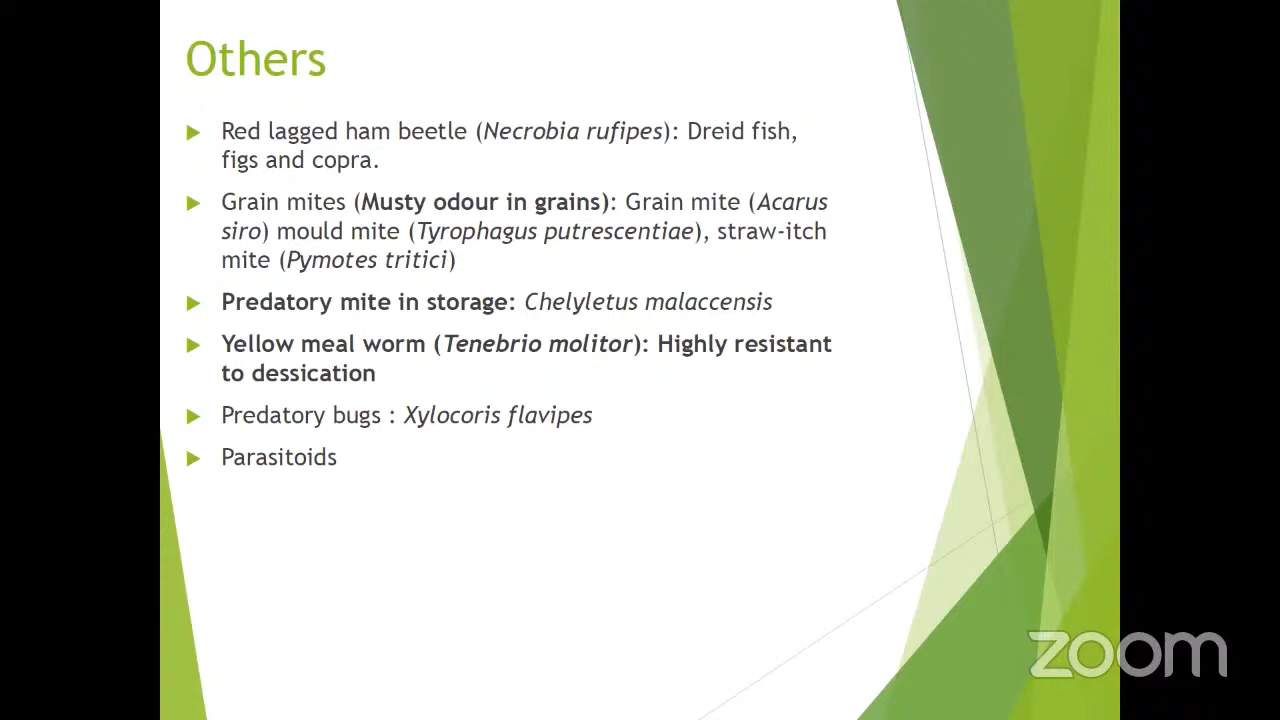 Others
Red lagged ham beetle (Necrobia rufipes): Dreid fish,
figs and copra.
Grain mites (Musty odour in grains): Grain mite (Acarus
siro) mould mite (Tyrophagus putrescentiae), straw-itch
mite (Pymotes tritici)
Predatory mite in storage: Chelyletus malaccensis
Yellow meal worm (Tenebrio molitor): Highly resistant
to dessication
Predatory bugs : Xylocoris flavipes
Parasitoids
zoom